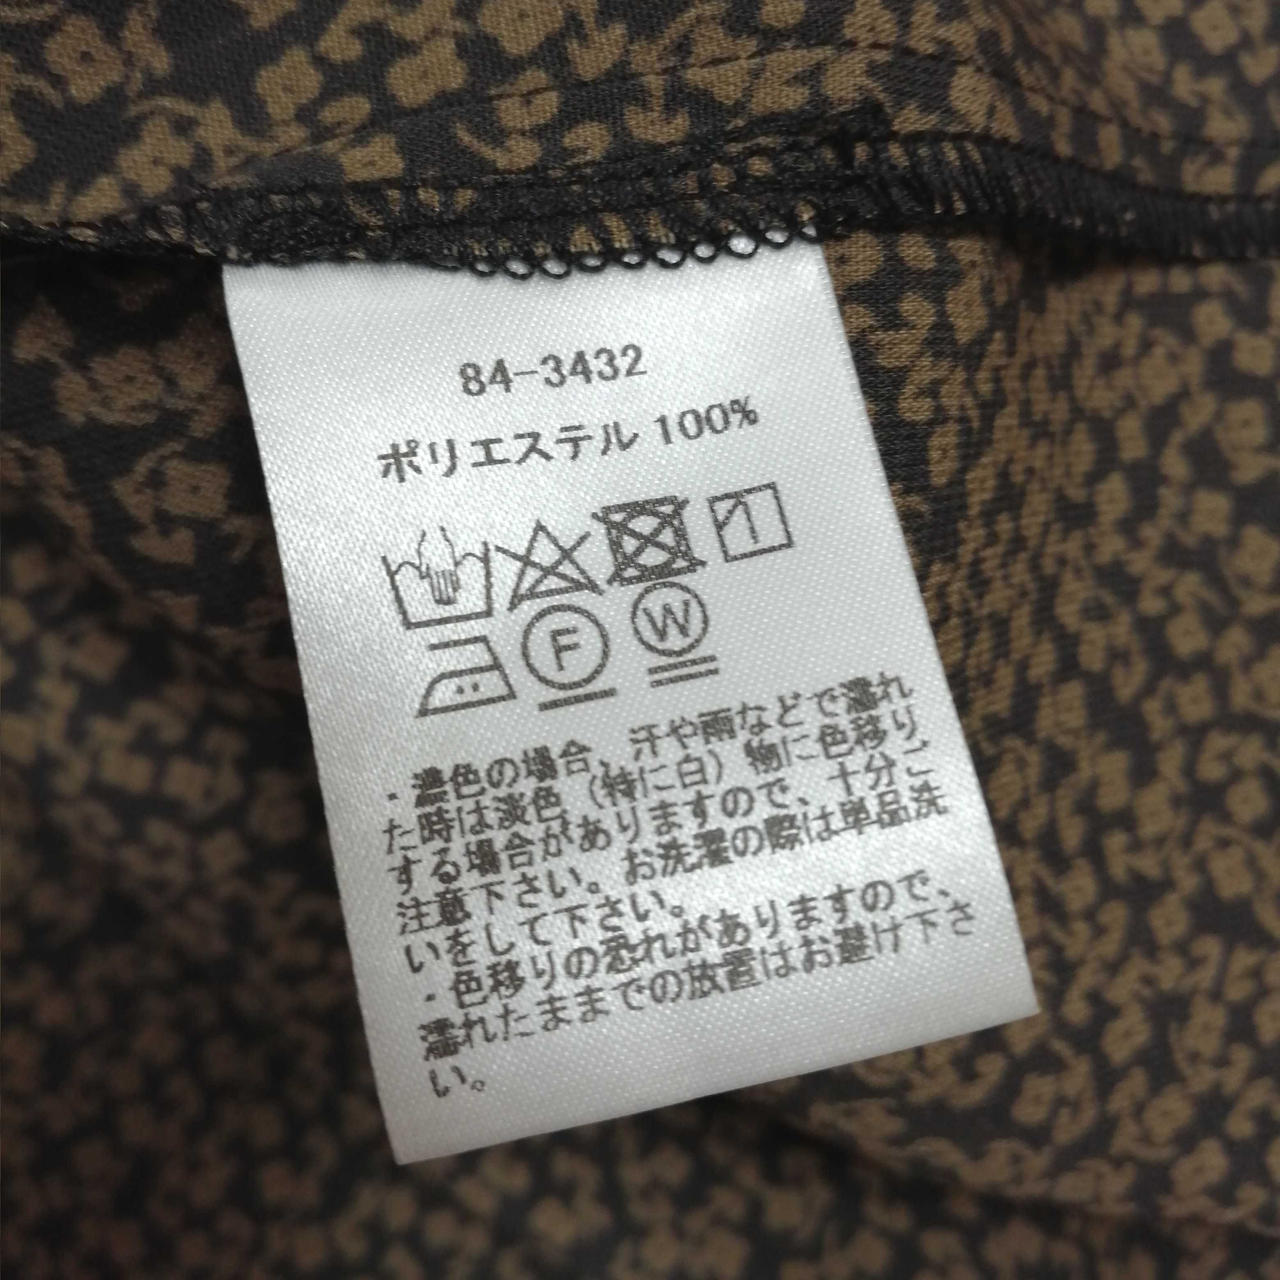 84-3432
ポリエステル 100%
F
W
・濃色の場合、汗や雨などで濡れ
た時は淡色（特に白）物に色移り
する場合がありますので、十分ご
注意下さい。お洗濯の際は単品洗
いをして下さい。
・色移りの恐れがありますので、
濡れたままでの放置はお避け下さ
い。